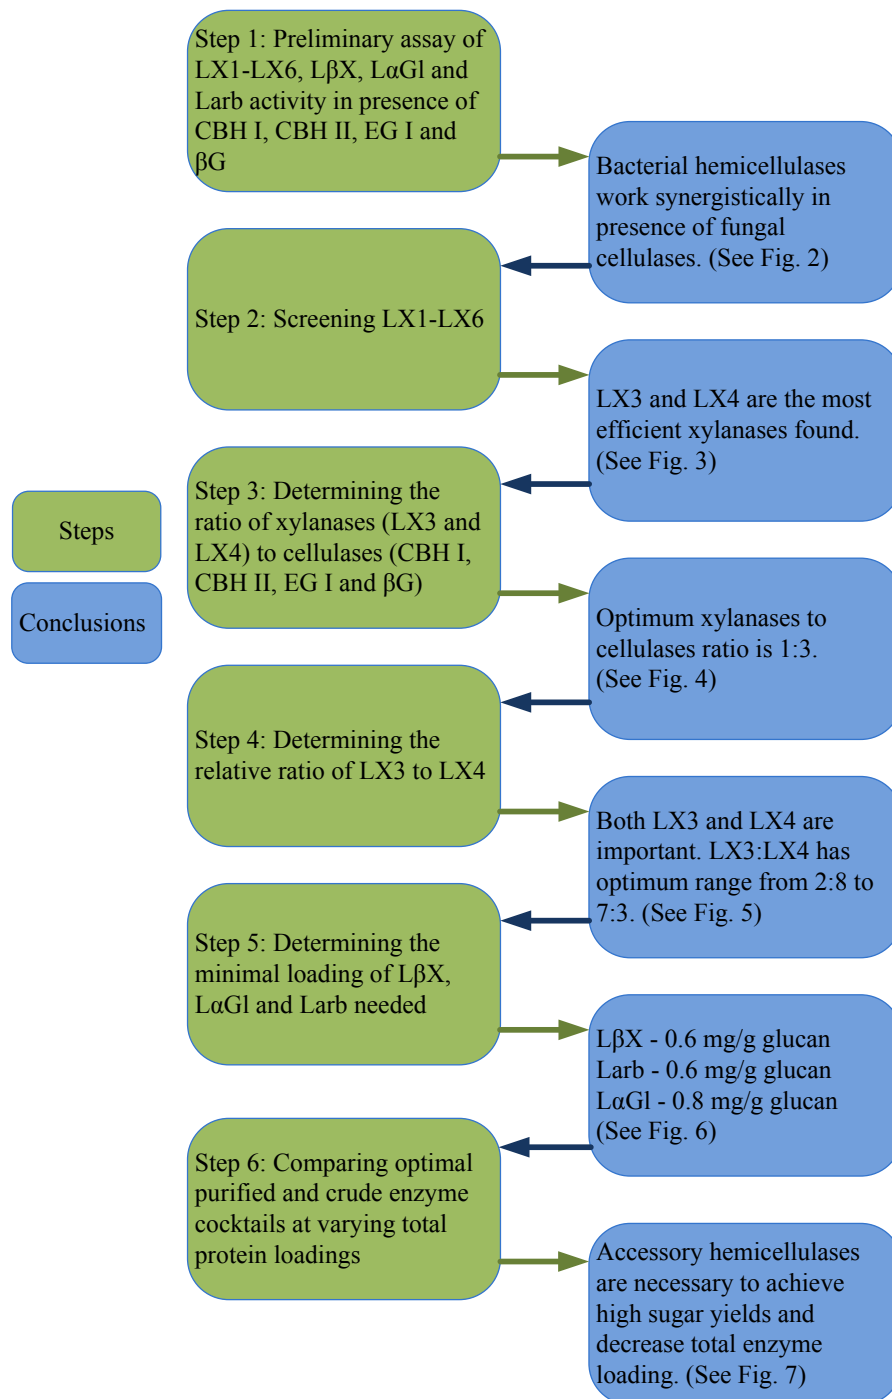 Step 1: Preliminary assay of
LX1-LX6, LβX, LαGl and
Larb activity in presence of
CBH I, CBH II, EG I and
βG
Bacterial hemicellulases
work synergistically in
presence of fungal
cellulases. (See Fig. 2)
Step 2: Screening LX1-LX6
LX3 and LX4 are the most
efficient xylanases found.
(See Fig. 3)
Step 3: Determining the
ratio of xylanases (LX3 and
LX4) to cellulases (CBH I,
CBH II, EG I and βG)
Steps
Conclusions
Optimum xylanases to
cellulases ratio is 1:3.
(See Fig. 4)
Step 4: Determining the
relative ratio of LX3 to LX4
Both LX3 and LX4 are
important. LX3:LX4 has
optimum range from 2:8 to
7:3. (See Fig. 5)
Step 5: Determining the
minimal loading of LβX,
LαGl and Larb needed
LβX - 0.6 mg/g glucan
Larb - 0.6 mg/g glucan
LαGl - 0.8 mg/g glucan
(See Fig. 6)
Step 6: Comparing optimal
purified and crude enzyme
cocktails at varying total
protein loadings
Accessory hemicellulases
are necessary to achieve
high sugar yields and
decrease total enzyme
loading. (See Fig. 7)